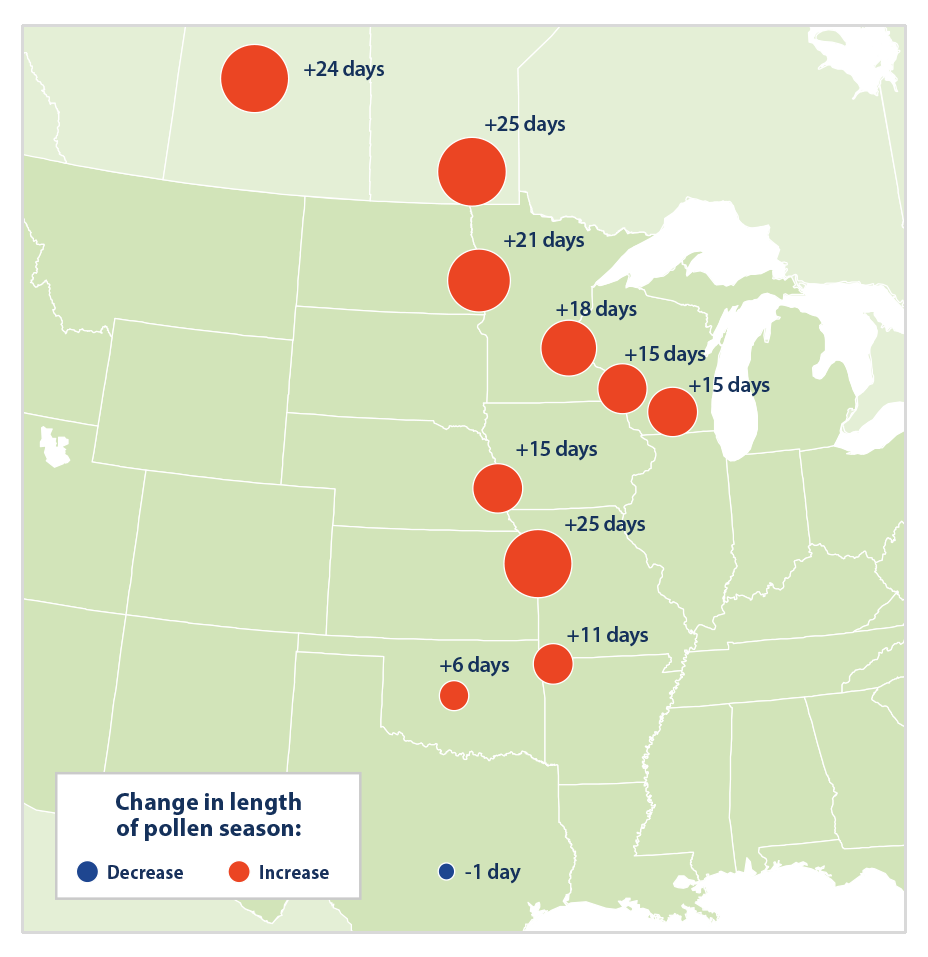 +24 days
+25 days
+21 days
+18 days
+15 days
+15 days
+15 days
+25 days
+11 days
+6 days
Change in length
of pollen season:
Decrease
Increase
-1 day